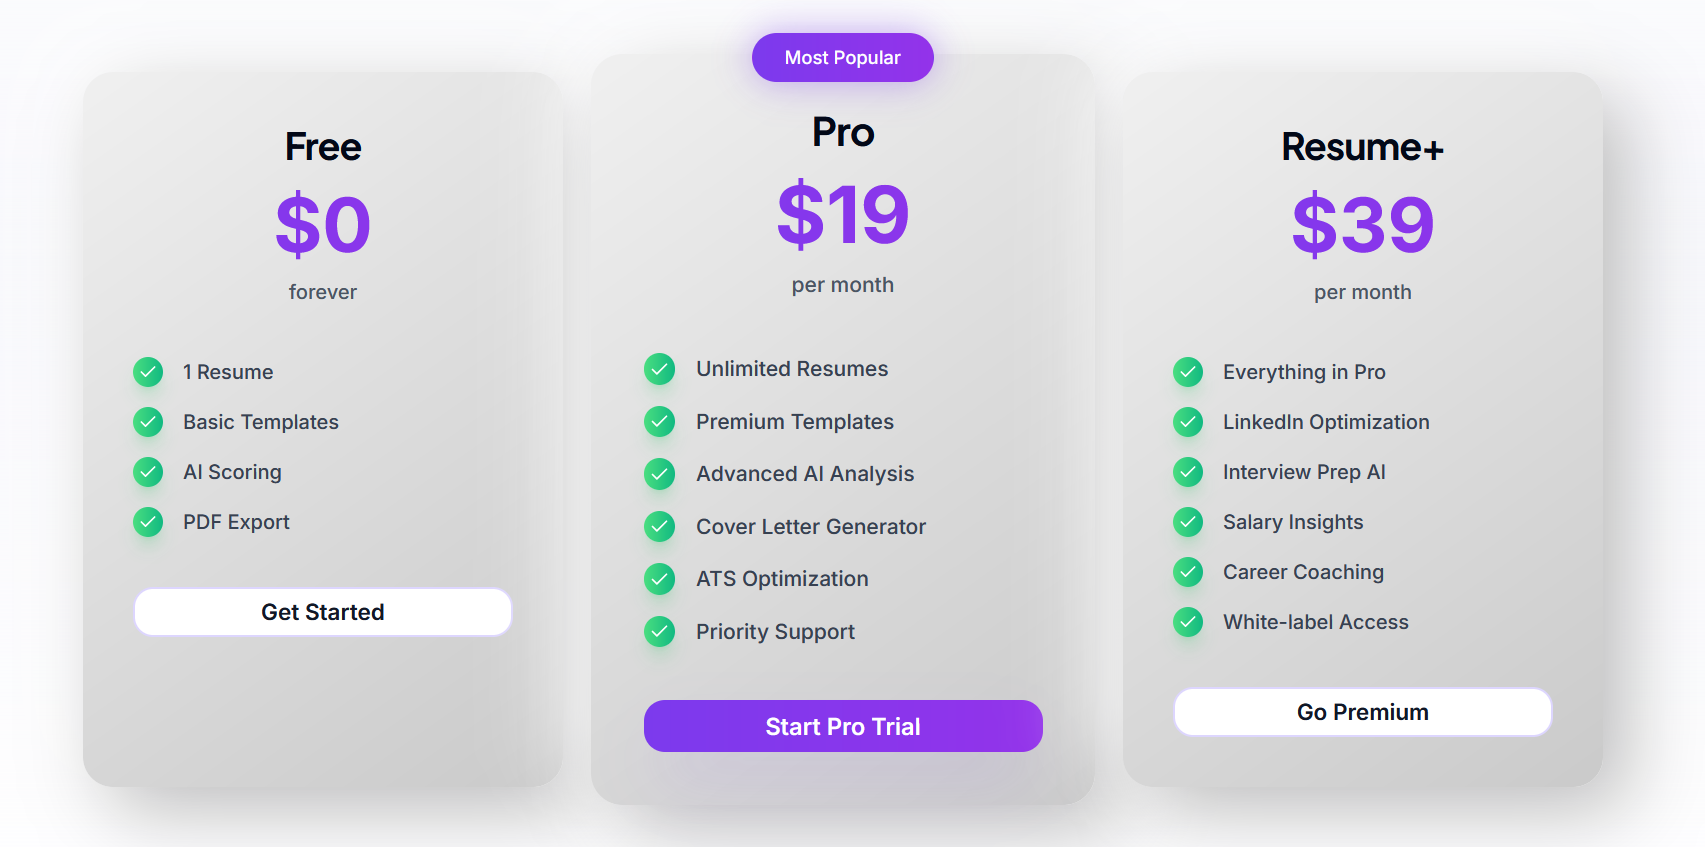 Free
$0
forever
1 Resume
Basic Templates
AI Scoring
PDF Export
Get Started
Most Popular
Pro
$19
per month
Unlimited Resumes
Premium Templates
Advanced AI Analysis
Cover Letter Generator
ATS Optimization
Priority Support
Start Pro Trial
Resume+
$39
per month
Everything in Pro
LinkedIn Optimization
Interview Prep AI
Salary Insights
Career Coaching
White-label Access
Go Premium